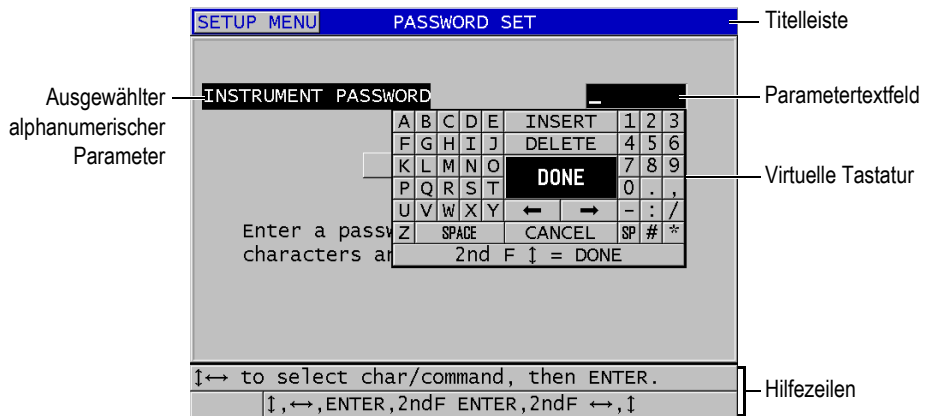 SETUP MENU PASSWORD SET
Titelleiste
INSTRUMENT PASSWORD _
Ausgewählter
alphanumerischer
Parameter
Parametertextfeld
A B C D E INSERT 1 2 3
F G H I J DELETE 4 5 6
K L M N O DONE 7 8 9
P Q R S T 0 . ,
U V W X Y ← → - : /
Z SPACE CANCEL SP # *
2nd F ↕ = DONE
Virtuelle Tastatur
Enter a passw
characters an
↕↔ to select char/command, then ENTER.
↕,↔,ENTER,2ndF ENTER,2ndF ↔,↕
Hilfezeilen